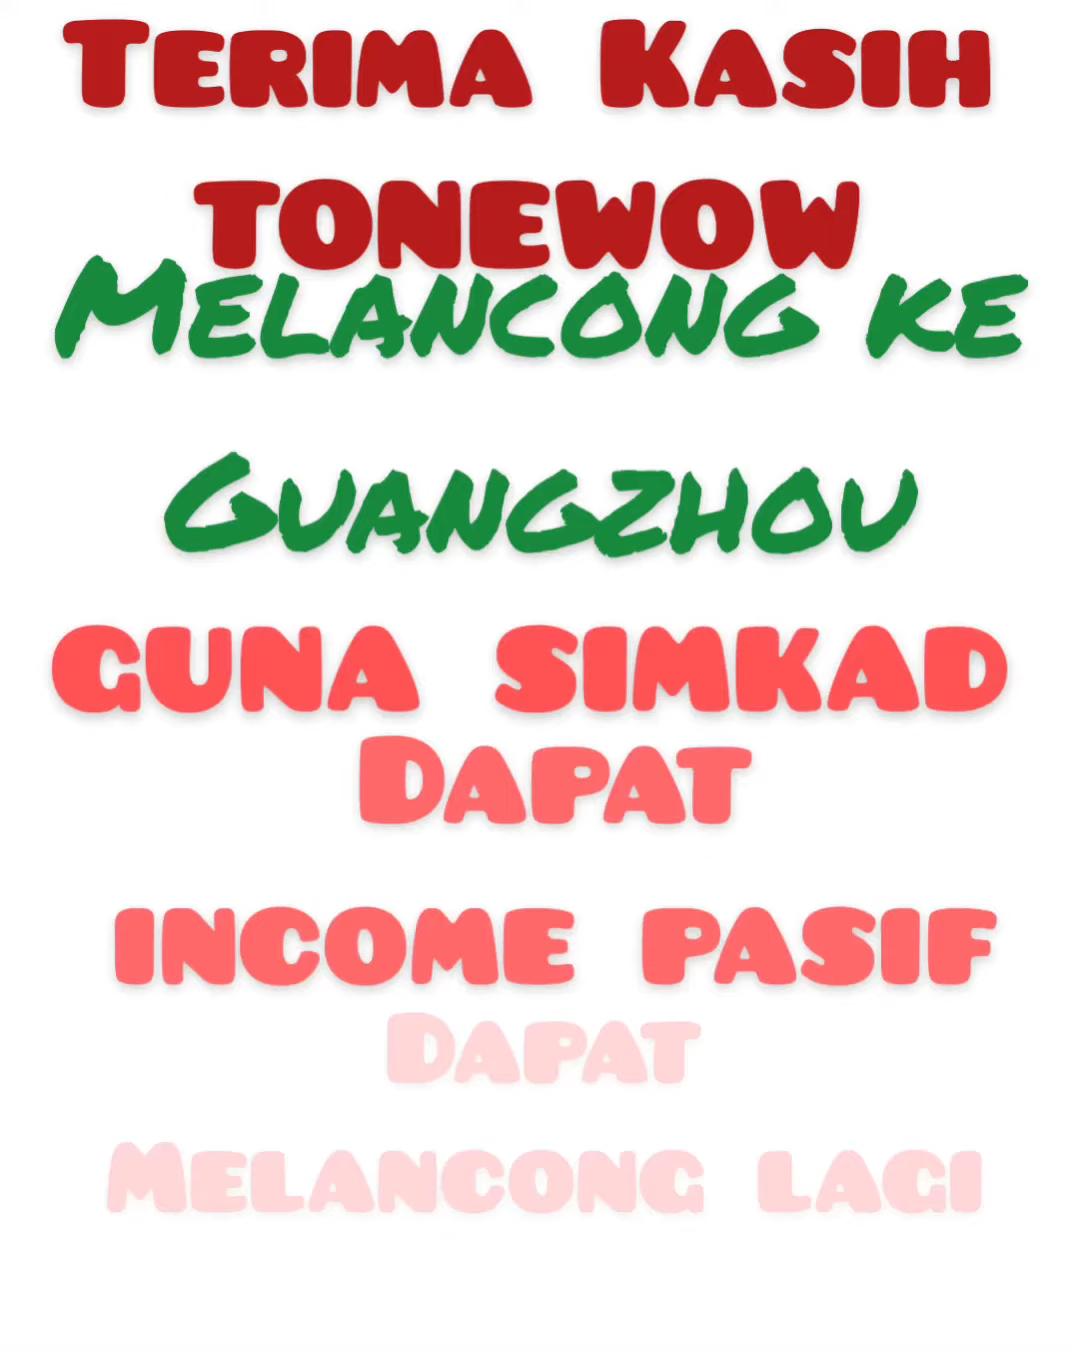 Terima Kasih
TONEWOW
Melancong ke
Guangzhou
GUNA SIMKAD
Dapat
income pasif
Dapat
Melancong lagi